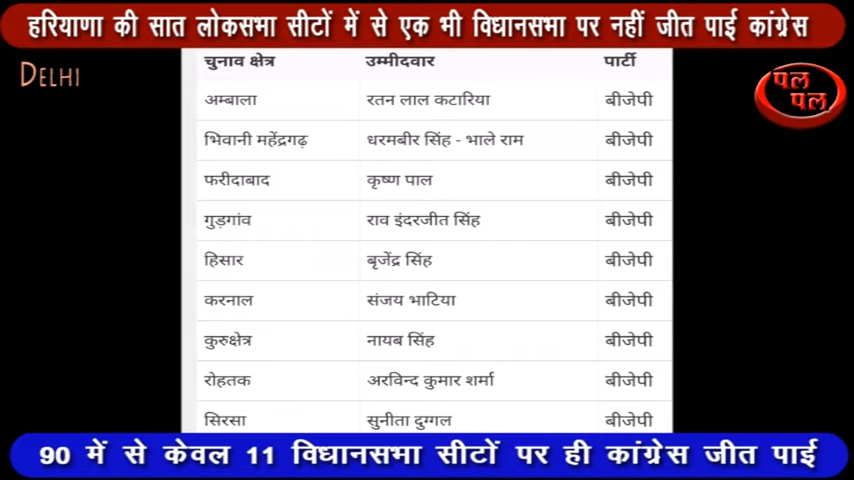 हरियाणा की सात लोकसभा सीटों में से एक भी विधानसभा पर नहीं जीत पाई कांग्रेस
DELHI
पल
पल
चुनाव क्षेत्र उम्मीदवार पार्टी
अम्बाला रतन लाल कटारिया बीजेपी
भिवानी महेंद्रगढ़ धरमबीर सिंह - भाले राम बीजेपी
फरीदाबाद कृष्ण पाल बीजेपी
गुड़गांव राव इंदरजीत सिंह बीजेपी
हिसार बृजेंद्र सिंह बीजेपी
करनाल संजय भाटिया बीजेपी
कुरुक्षेत्र नायब सिंह बीजेपी
रोहतक अरविन्द कुमार शर्मा बीजेपी
सिरसा सुनीता दुग्गल बीजेपी
90 में से केवल 11 विधानसभा सीटों पर ही कांग्रेस जीत पाई